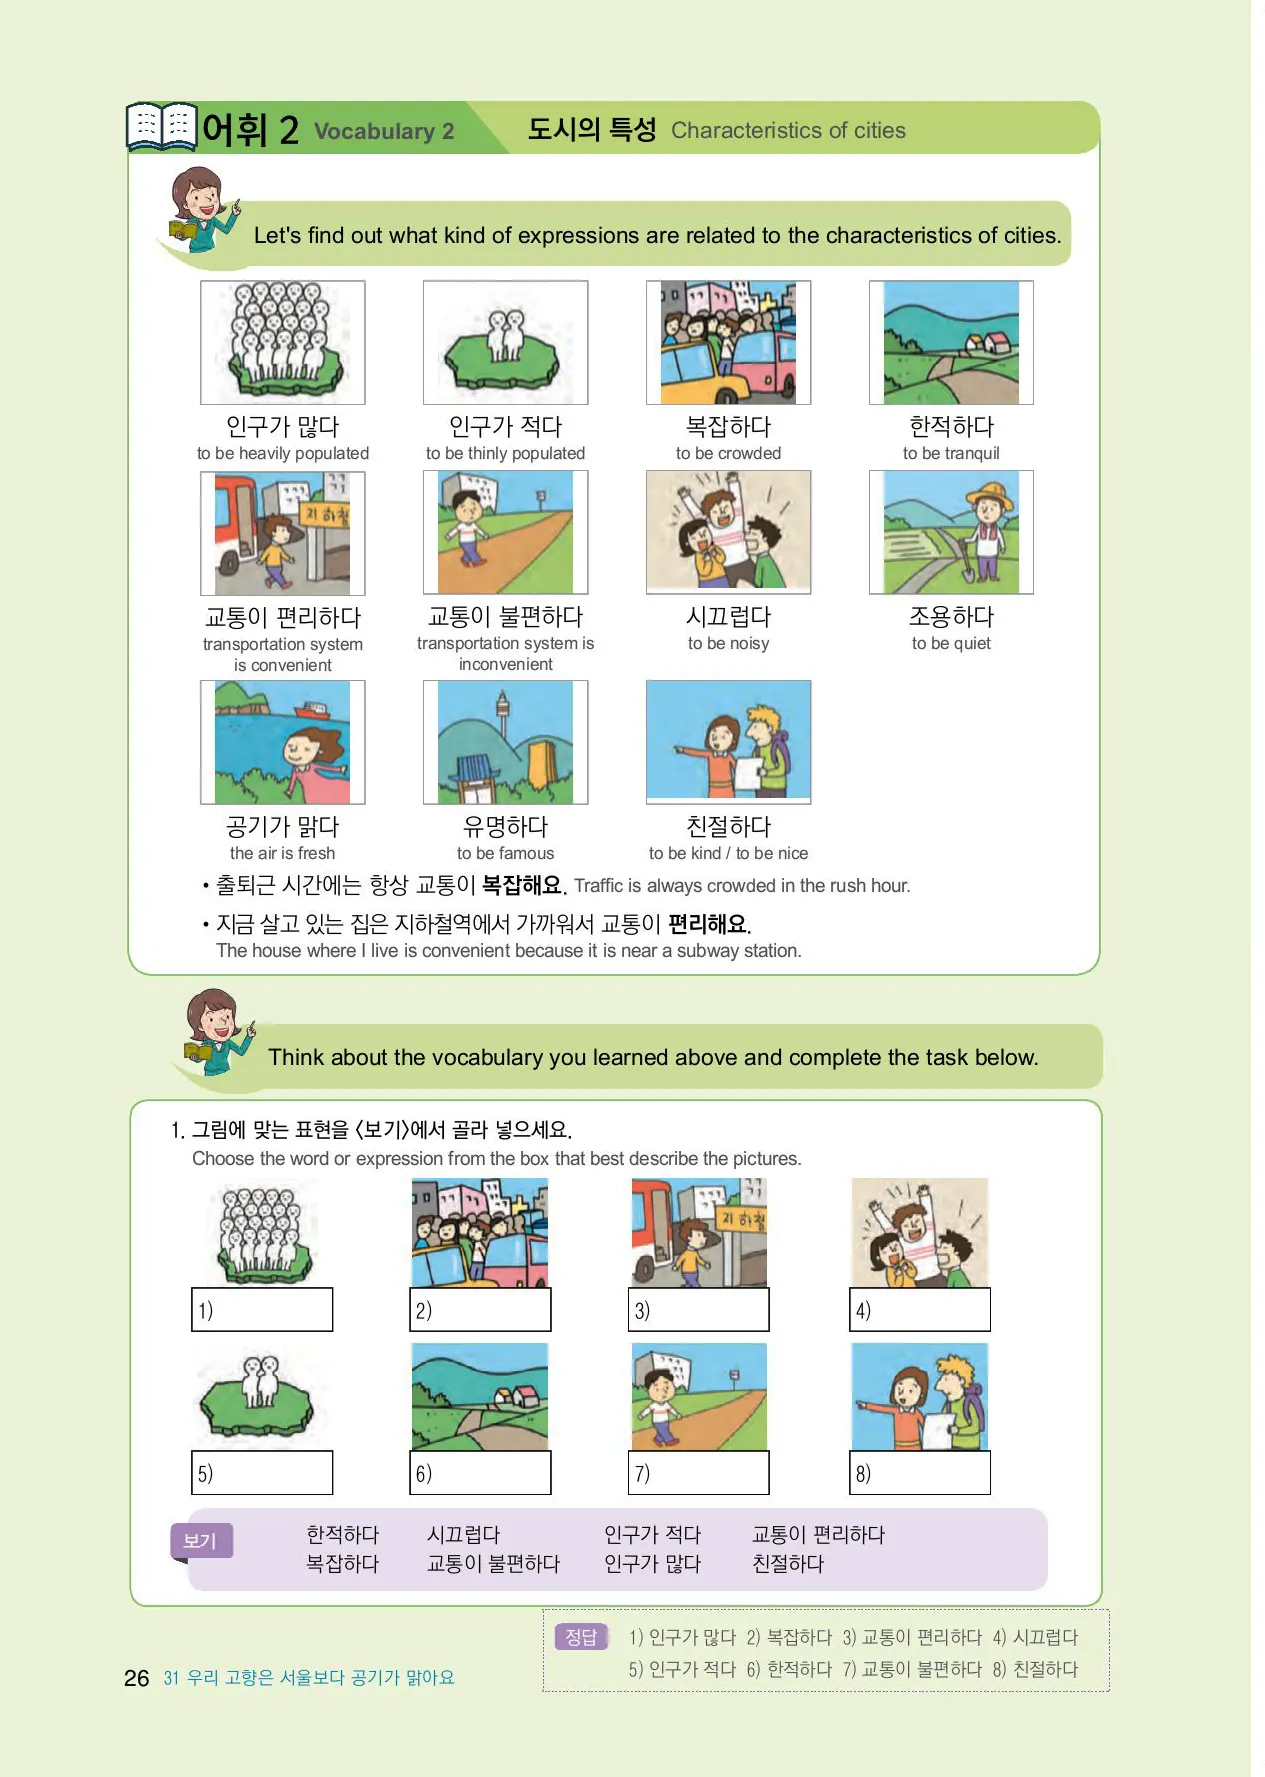 어휘 2 Vocabulary 2 도시의 특성 Characteristics of cities
Let's find out what kind of expressions are related to the characteristics of cities.
인구가 많다 인구가 적다 복잡하다 한적하다
to be heavily populated to be thinly populated to be crowded to be tranquil
지하철
교통이 편리하다 교통이 불편하다 시끄럽다 조용하다
transportation system transportation system is to be noisy to be quiet
is convenient inconvenient
공기가 맑다 유명하다 친절하다
the air is fresh to be famous to be kind / to be nice
• 출퇴근 시간에는 항상 교통이 복잡해요. Traffic is always crowded in the rush hour.
• 지금 살고 있는 집은 지하철역에서 가까워서 교통이 편리해요.
The house where I live is convenient because it is near a subway station.
Think about the vocabulary you learned above and complete the task below.
1. 그림에 맞는 표현을 〈보기〉에서 골라 넣으세요.
Choose the word or expression from the box that best describe the pictures.
지하철
1) 2) 3) 4)
5) 6) 7) 8)
보기
한적하다 시끄럽다 인구가 적다 교통이 편리하다
복잡하다 교통이 불편하다 인구가 많다 친절하다
정답 1) 인구가 많다 2) 복잡하다 3) 교통이 편리하다 4) 시끄럽다
5) 인구가 적다 6) 한적하다 7) 교통이 불편하다 8) 친절하다
26 31 우리 고향은 서울보다 공기가 맑아요